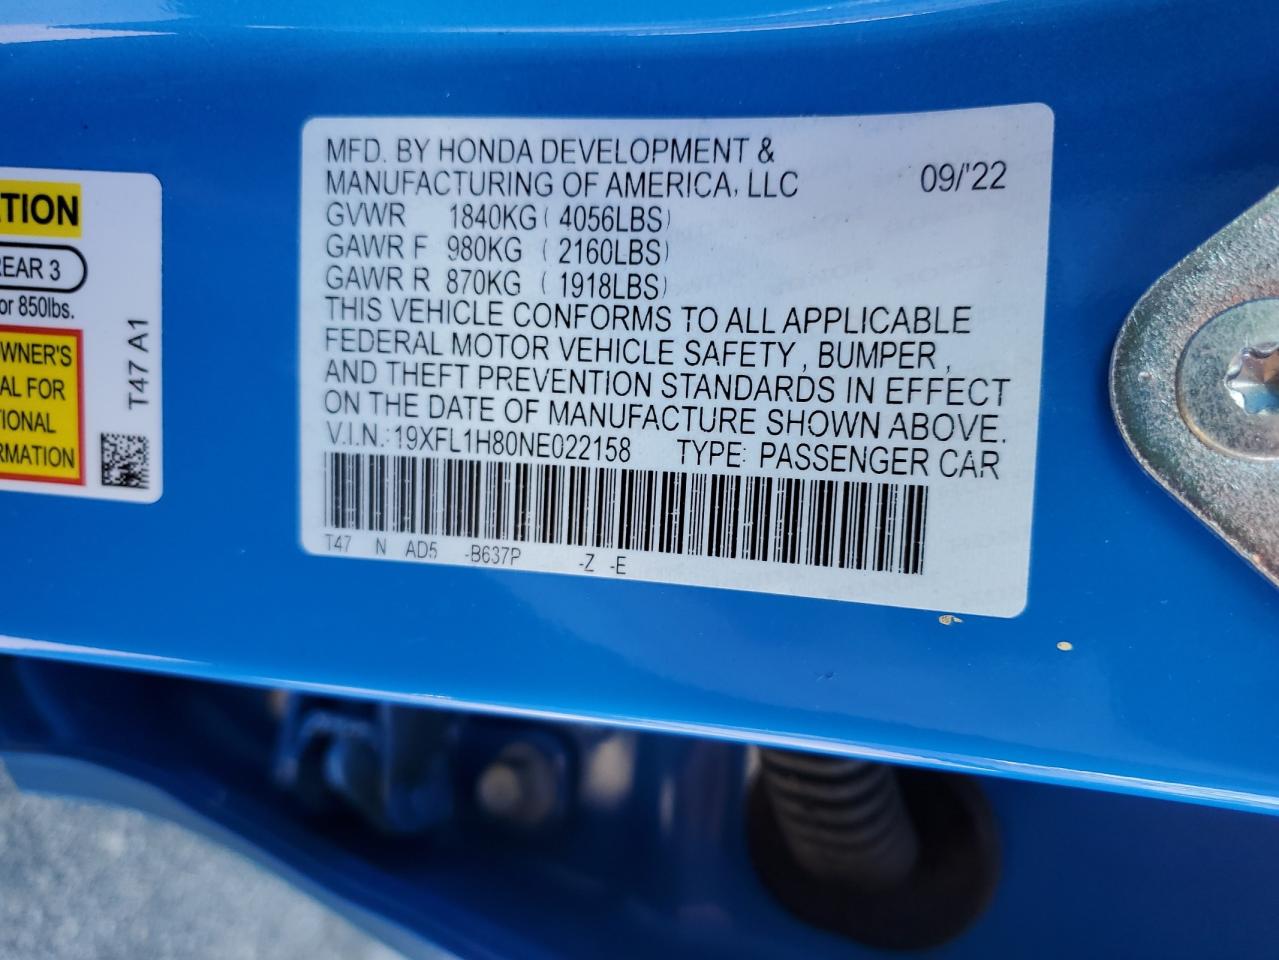 TION
REAR 3
or 850lbs.
WNER'S
AL FOR
TIONAL
RMATION
T47 A1
MFD. BY HONDA DEVELOPMENT &
MANUFACTURING OF AMERICA, LLC 09/'22
GVWR 1840KG ( 4056LBS)
GAWR F 980KG ( 2160LBS)
GAWR R 870KG ( 1918LBS)
THIS VEHICLE CONFORMS TO ALL APPLICABLE
FEDERAL MOTOR VEHICLE SAFETY , BUMPER ,
AND THEFT PREVENTION STANDARDS IN EFFECT
ON THE DATE OF MANUFACTURE SHOWN ABOVE.
V.I.N.: 19XFL1H80NE022158 TYPE: PASSENGER CAR
T47 N AD5 -B637P -Z -E